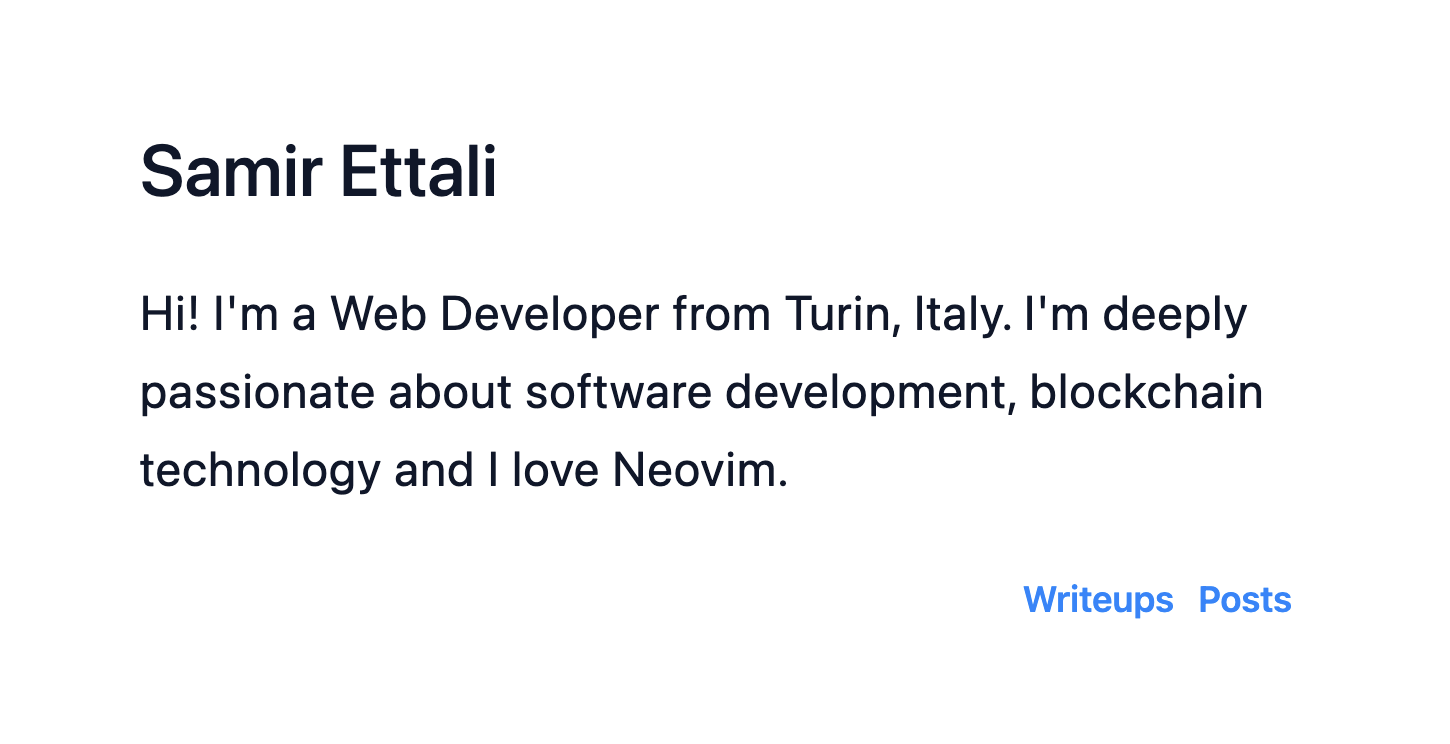 Samir Ettali
Hi! I'm a Web Developer from Turin, Italy. I'm deeply
passionate about software development, blockchain
technology and I love Neovim.
Writeups Posts